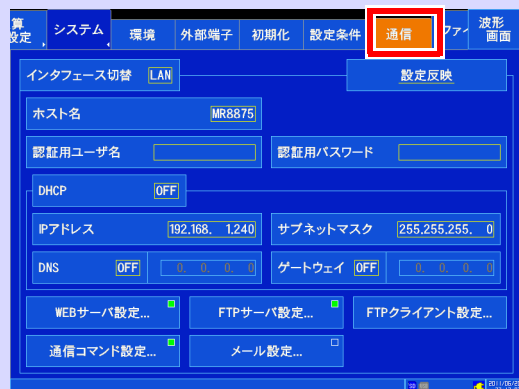 算 システム 環境 外部端子 初期化 設定条件 通信 ファイ 波形
設定 画面
インタフェース切替 LAN 設定反映
ホスト名 MR8875
認証用ユーザ名 認証用パスワード
DHCP OFF
IPアドレス 192.168. 1.240 サブネットマスク 255.255.255. 0
DNS OFF 0. 0. 0. 0 ゲートウェイ OFF 0. 0. 0. 0
WEBサーバ設定... FTPサーバ設定... FTPクライアント設定...
通信コマンド設定... メール設定...